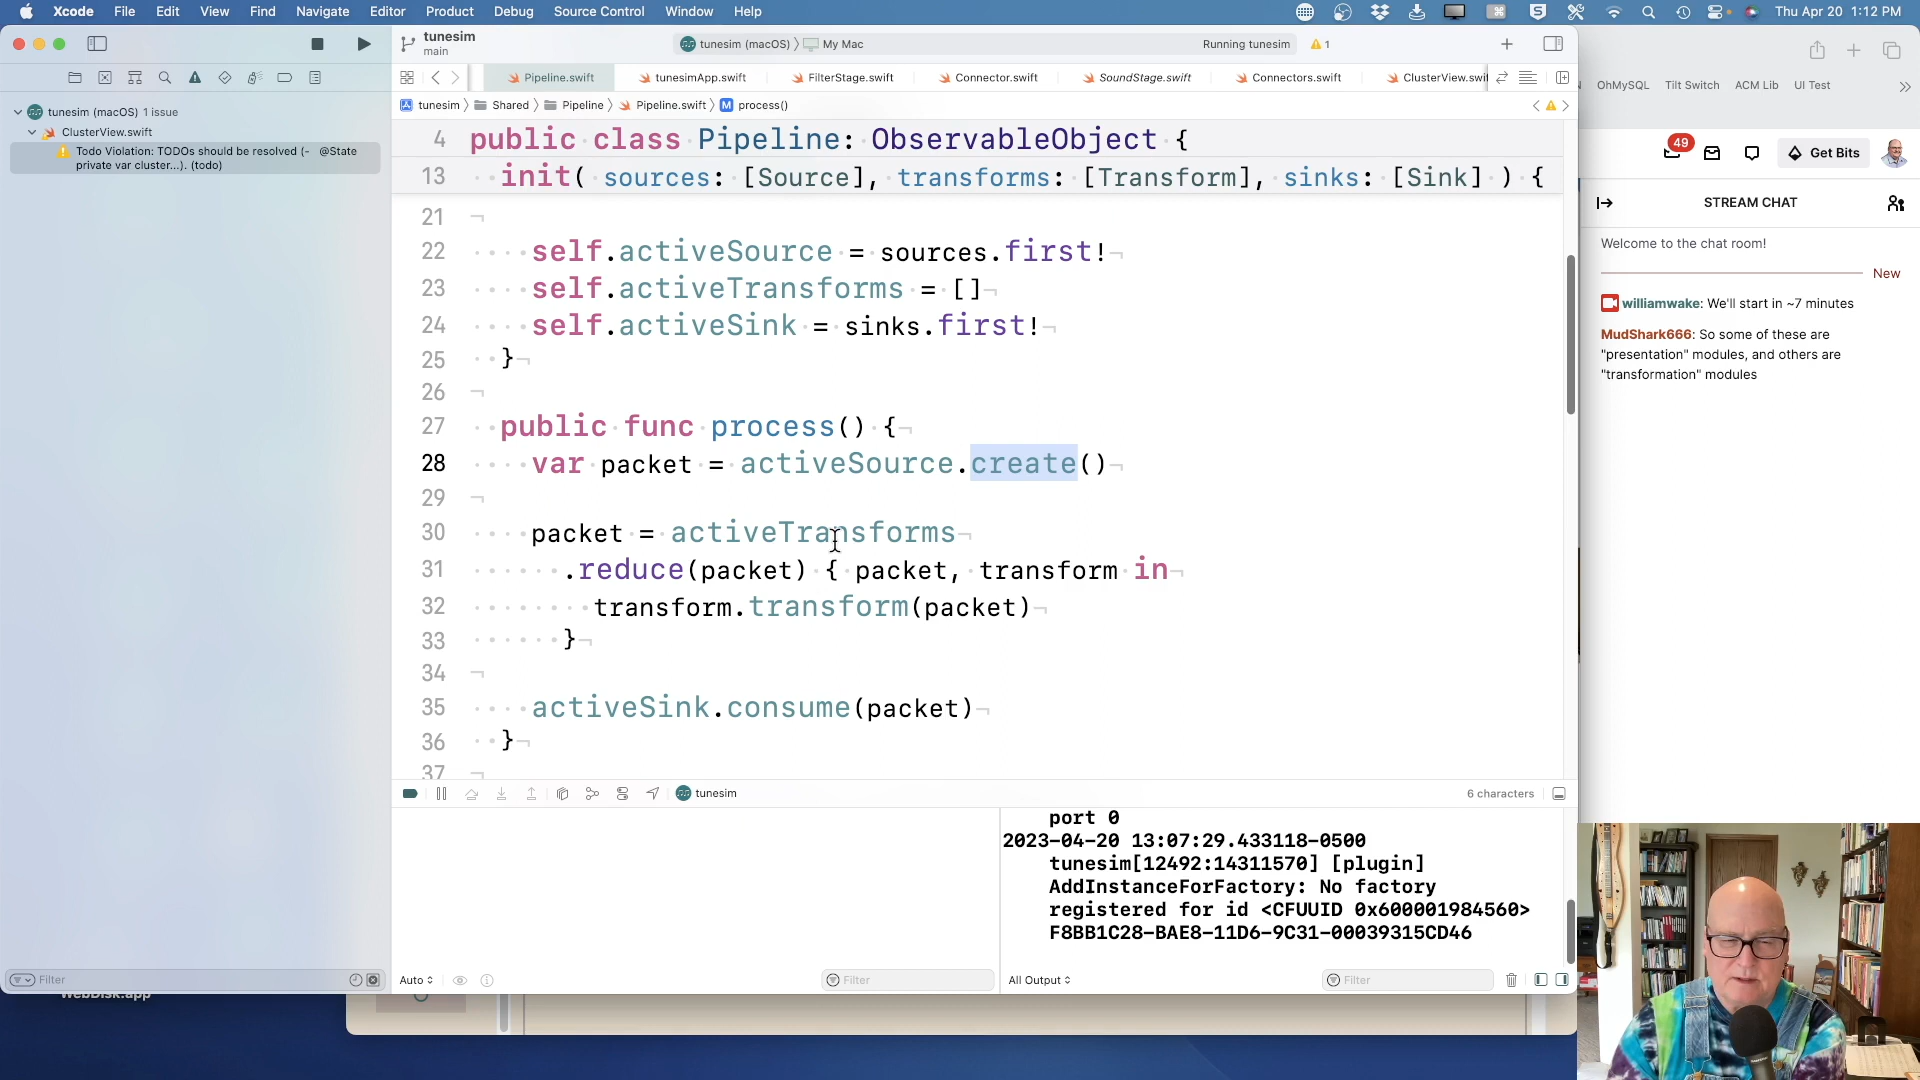 Xcode File Edit View Find Navigate Editor Product Debug Source Control Window Help
Thu Apr 20 1:12 PM
tunesim
main
tunesim (macOS) My Mac
Running tunesim
1
Pipeline.swift tunesimApp.swift FilterStage.swift Connector.swift SoundStage.swift Connectors.swift ClusterView.swif
tunesim Shared Pipeline Pipeline.swift M process()
tunesim (macOS) 1 issue
ClusterView.swift
Todo Violation: TODOs should be resolved (- @State
private var cluster...). (todo)
4 public class Pipeline: ObservableObject {
13 init( sources: [Source], transforms: [Transform], sinks: [Sink] ) {
21
22 self.activeSource = sources.first!
23 self.activeTransforms = []
24 self.activeSink = sinks.first!
25 }
26
27 public func process() {
28 var packet = activeSource.create()
29
30 packet = activeTransforms
31 .reduce(packet) { packet, transform in
32 transform.transform(packet)
33 }
34
35 activeSink.consume(packet)
36 }
37
tunesim
6 characters
port 0
2023-04-20 13:07:29.433118-0500
tunesim[12492:14311570] [plugin]
AddInstanceForFactory: No factory
registered for id <CFUUID 0x600001984560>
F8BB1C28-BAE8-11D6-9C31-00039315CD46
Filter
Auto
Filter
All Output
Filter
WebDisk.app
OhMySQL Tilt Switch ACM Lib UI Test
49
Get Bits
STREAM CHAT
Welcome to the chat room!
New
williamwake: We'll start in ~7 minutes
MudShark666: So some of these are
"presentation" modules, and others are
"transformation" modules